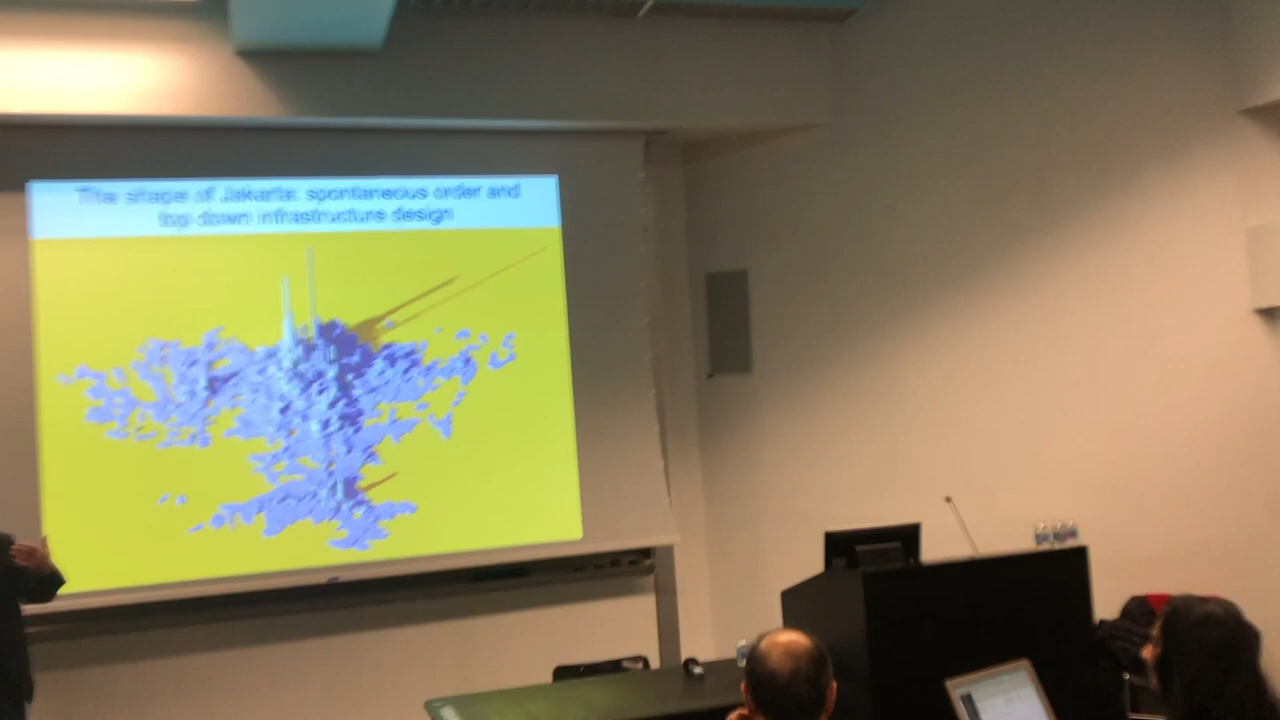 The shape of Jakarta: spontaneous order and
top down infrastructure design